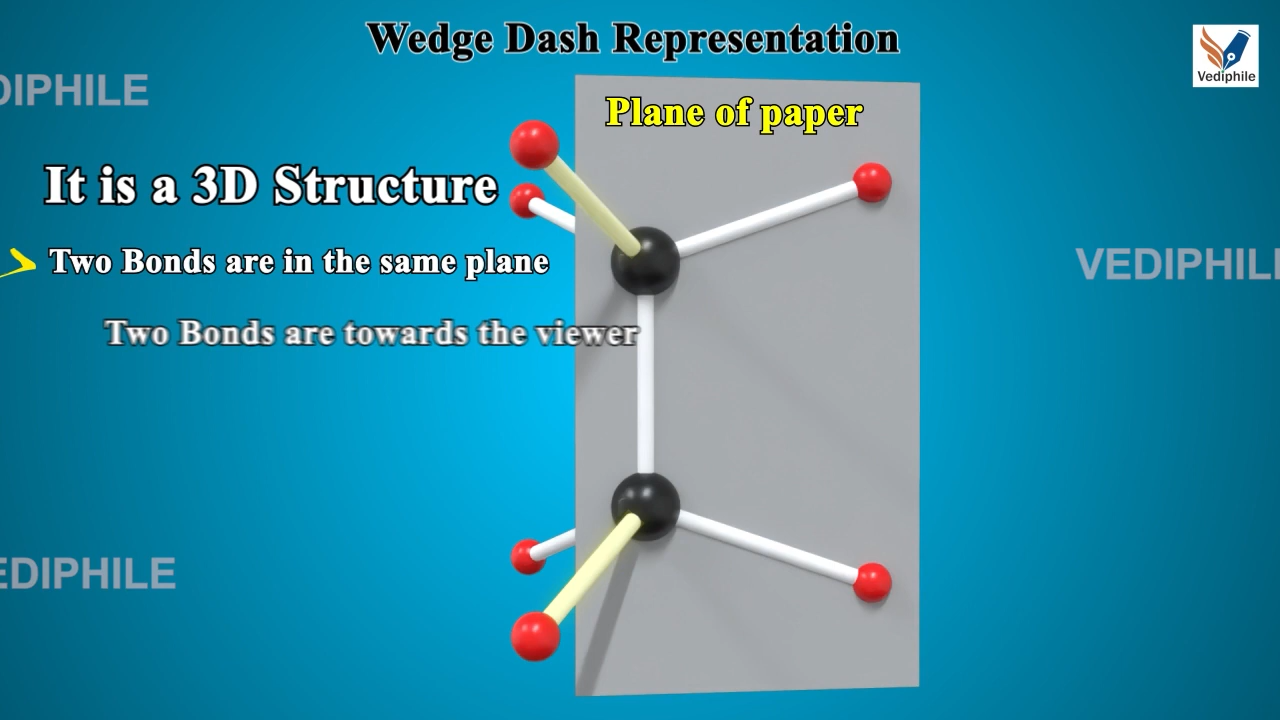 Wedge Dash Representation
Vediphile
DIPHILE
Plane of paper
It is a 3D Structure
Two Bonds are in the same plane
VEDIPHIL
Two Bonds are towards the viewer
EDIPHILE